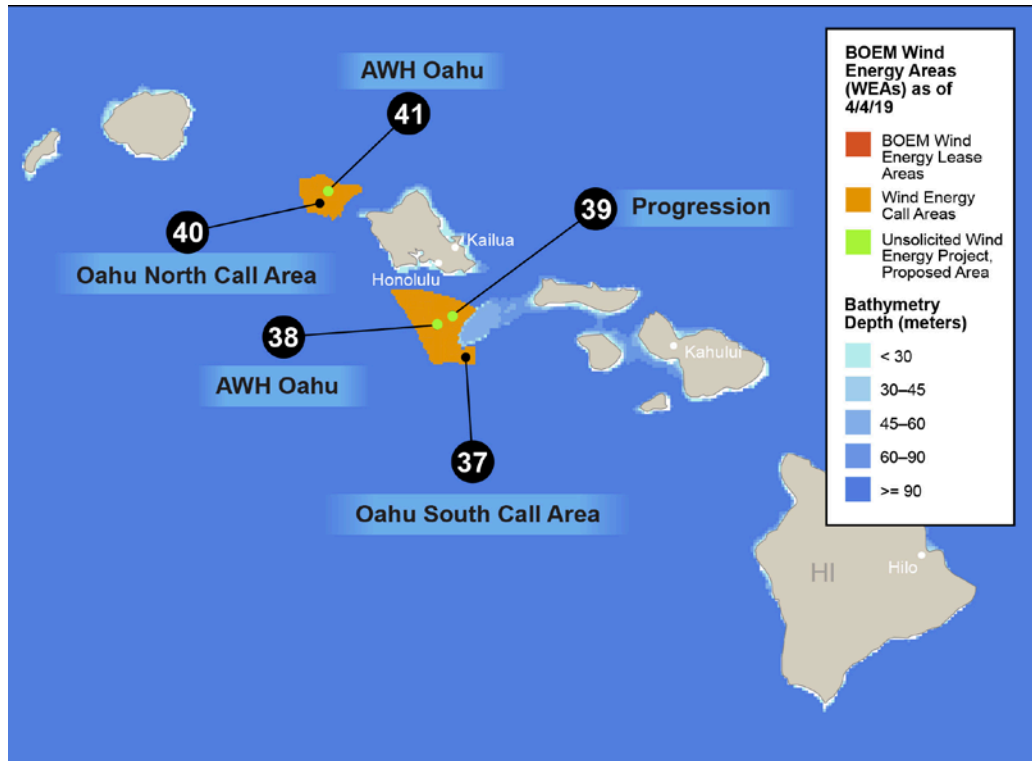 AWH Oahu
41
40
Oahu North Call Area
39
Progression
Kailua
Honolulu
38
AWH Oahu
37
Oahu South Call Area
Kahului
HI
Hilo
BOEM Wind
Energy Areas
(WEAs) as of
4/4/19
BOEM Wind
Energy Lease
Areas
Wind Energy
Call Areas
Unsolicited Wind
Energy Project,
Proposed Area
Bathymetry
Depth (meters)
< 30
30–45
45–60
60–90
>= 90